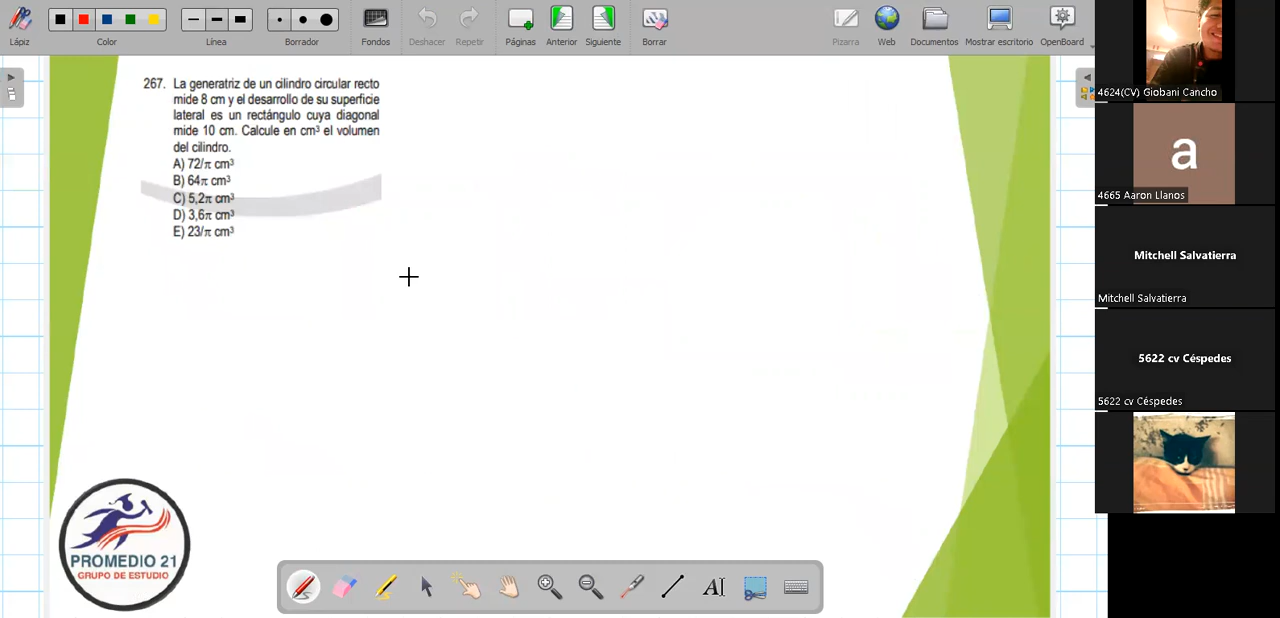 Lápiz
Color
Línea
Borrador
Fondos
Deshacer
Repetir
Páginas
Anterior
Siguiente
Borrar
Pizarra
Web
Documentos
Mostrar escritorio
OpenBoard
267. La generatriz de un cilindro circular recto
mide 8 cm y el desarrollo de su superficie
lateral es un rectángulo cuya diagonal
mide 10 cm. Calcule en cm³ el volumen
del cilindro.
A) 72/π cm³
B) 64π cm³
C) 5,2π cm³
D) 3,6π cm³
E) 23/π cm³
PROMEDIO 21
GRUPO DE ESTUDIO
AI
4624(CV) Giobani Cancho
a
4665 Aaron Llanos
Mitchell Salvatierra
Mitchell Salvatierra
5622 cv Céspedes
5622 cv Céspedes